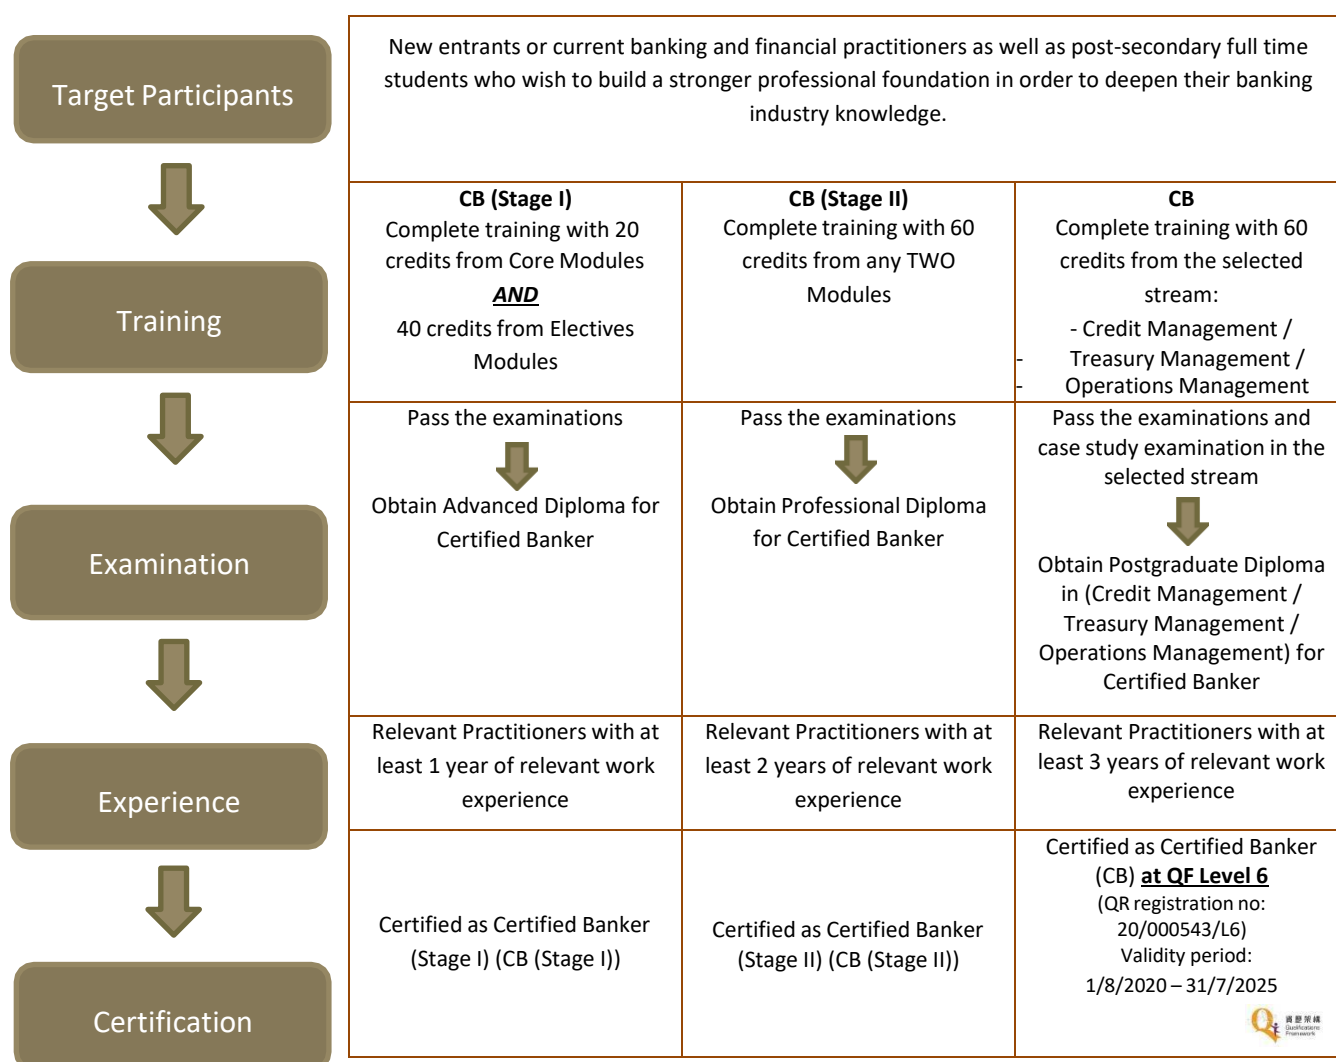 Target Participants
New entrants or current banking and financial practitioners as well as post-secondary full time
students who wish to build a stronger professional foundation in order to deepen their banking
industry knowledge.
Training
CB (Stage I)
Complete training with 20
credits from Core Modules
AND
40 credits from Electives
Modules
CB (Stage II)
Complete training with 60
credits from any TWO
Modules
CB
Complete training with 60
credits from the selected
stream:
- Credit Management /
- Treasury Management /
- Operations Management
Examination
Pass the examinations
Obtain Advanced Diploma for
Certified Banker
Pass the examinations
Obtain Professional Diploma
for Certified Banker
Pass the examinations and
case study examination in the
selected stream
Obtain Postgraduate Diploma
in (Credit Management /
Treasury Management /
Operations Management) for
Certified Banker
Experience
Relevant Practitioners with at
least 1 year of relevant work
experience
Relevant Practitioners with at
least 2 years of relevant work
experience
Relevant Practitioners with at
least 3 years of relevant work
experience
Certification
Certified as Certified Banker
(Stage I) (CB (Stage I))
Certified as Certified Banker
(Stage II) (CB (Stage II))
Certified as Certified Banker
(CB) at QF Level 6
(QR registration no:
20/000543/L6)
Validity period:
1/8/2020 – 31/7/2025
資歷架構
Qualifications
Framework